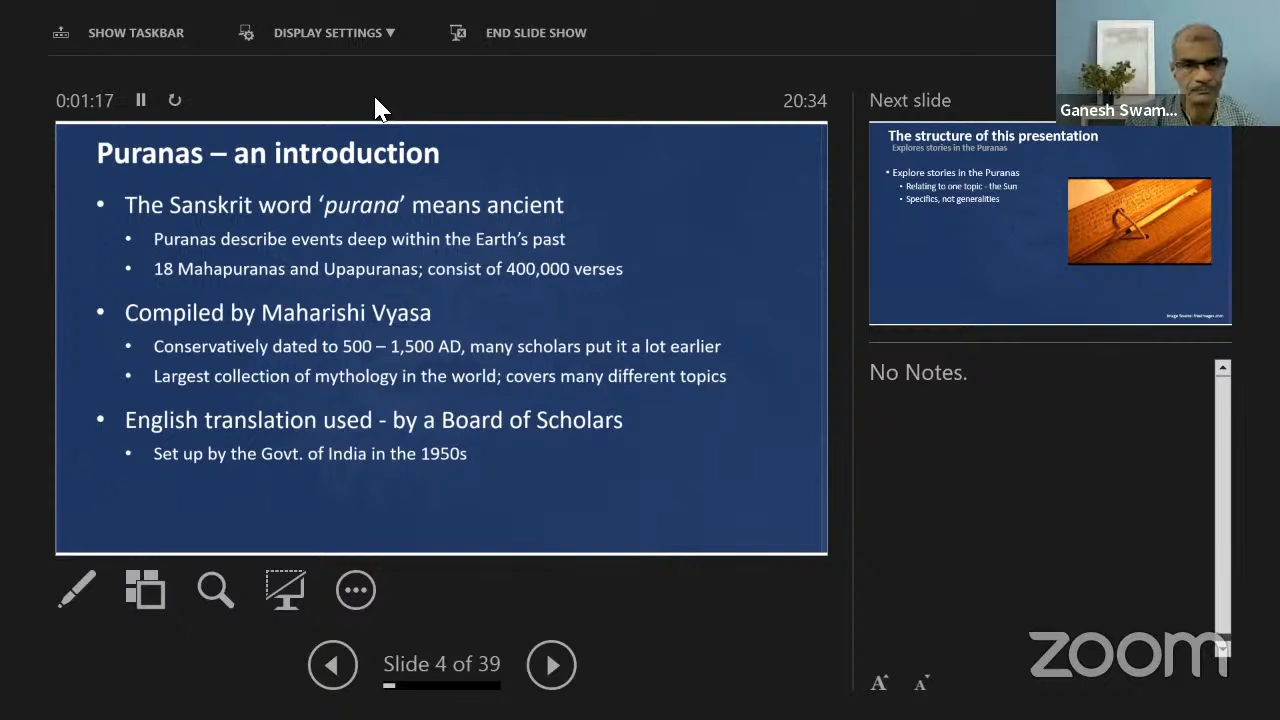 SHOW TASKBAR
DISPLAY SETTINGS ▼
END SLIDE SHOW
0:01:17
20:34
Next slide
Ganesh Swam...
Puranas – an introduction
• The Sanskrit word ‘purana’ means ancient
• Puranas describe events deep within the Earth’s past
• 18 Mahapuranas and Upapuranas; consist of 400,000 verses
• Compiled by Maharishi Vyasa
• Conservatively dated to 500 – 1,500 AD, many scholars put it a lot earlier
• Largest collection of mythology in the world; covers many different topics
• English translation used - by a Board of Scholars
• Set up by the Govt. of India in the 1950s
The structure of this presentation
Explores stories in the Puranas
• Explore stories in the Puranas
• Relating to one topic - the Sun
• Specifics, not generalities
Image Source: freeimages.com
No Notes.
Slide 4 of 39
A A
zoom